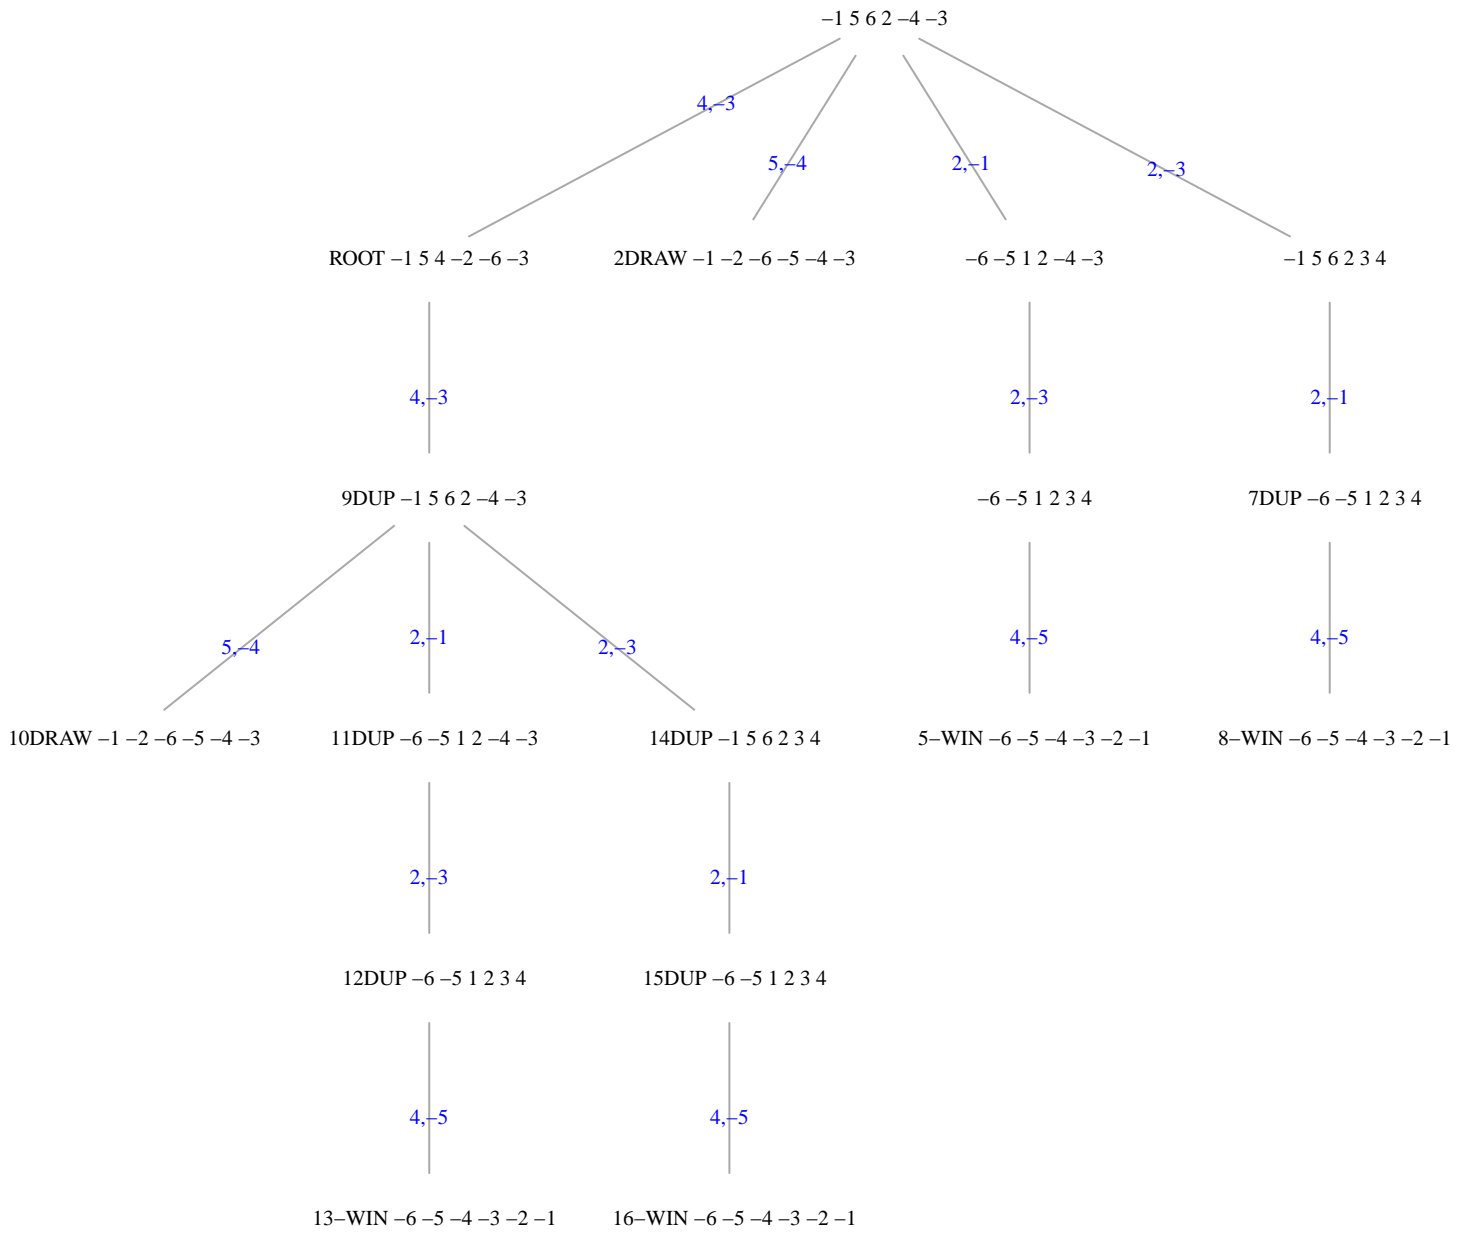 –1 5 6 2 –4 –3
4,–3
5,–4
2,–1
2,–3
ROOT –1 5 4 –2 –6 –3
2DRAW –1 –2 –6 –5 –4 –3
–6 –5 1 2 –4 –3
–1 5 6 2 3 4
4,–3
2,–3
2,–1
9DUP –1 5 6 2 –4 –3
–6 –5 1 2 3 4
7DUP –6 –5 1 2 3 4
5,–4
2,–1
2,–3
4,–5
4,–5
10DRAW –1 –2 –6 –5 –4 –3
11DUP –6 –5 1 2 –4 –3
14DUP –1 5 6 2 3 4
5–WIN –6 –5 –4 –3 –2 –1
8–WIN –6 –5 –4 –3 –2 –1
2,–3
2,–1
12DUP –6 –5 1 2 3 4
15DUP –6 –5 1 2 3 4
4,–5
4,–5
13–WIN –6 –5 –4 –3 –2 –1
16–WIN –6 –5 –4 –3 –2 –1